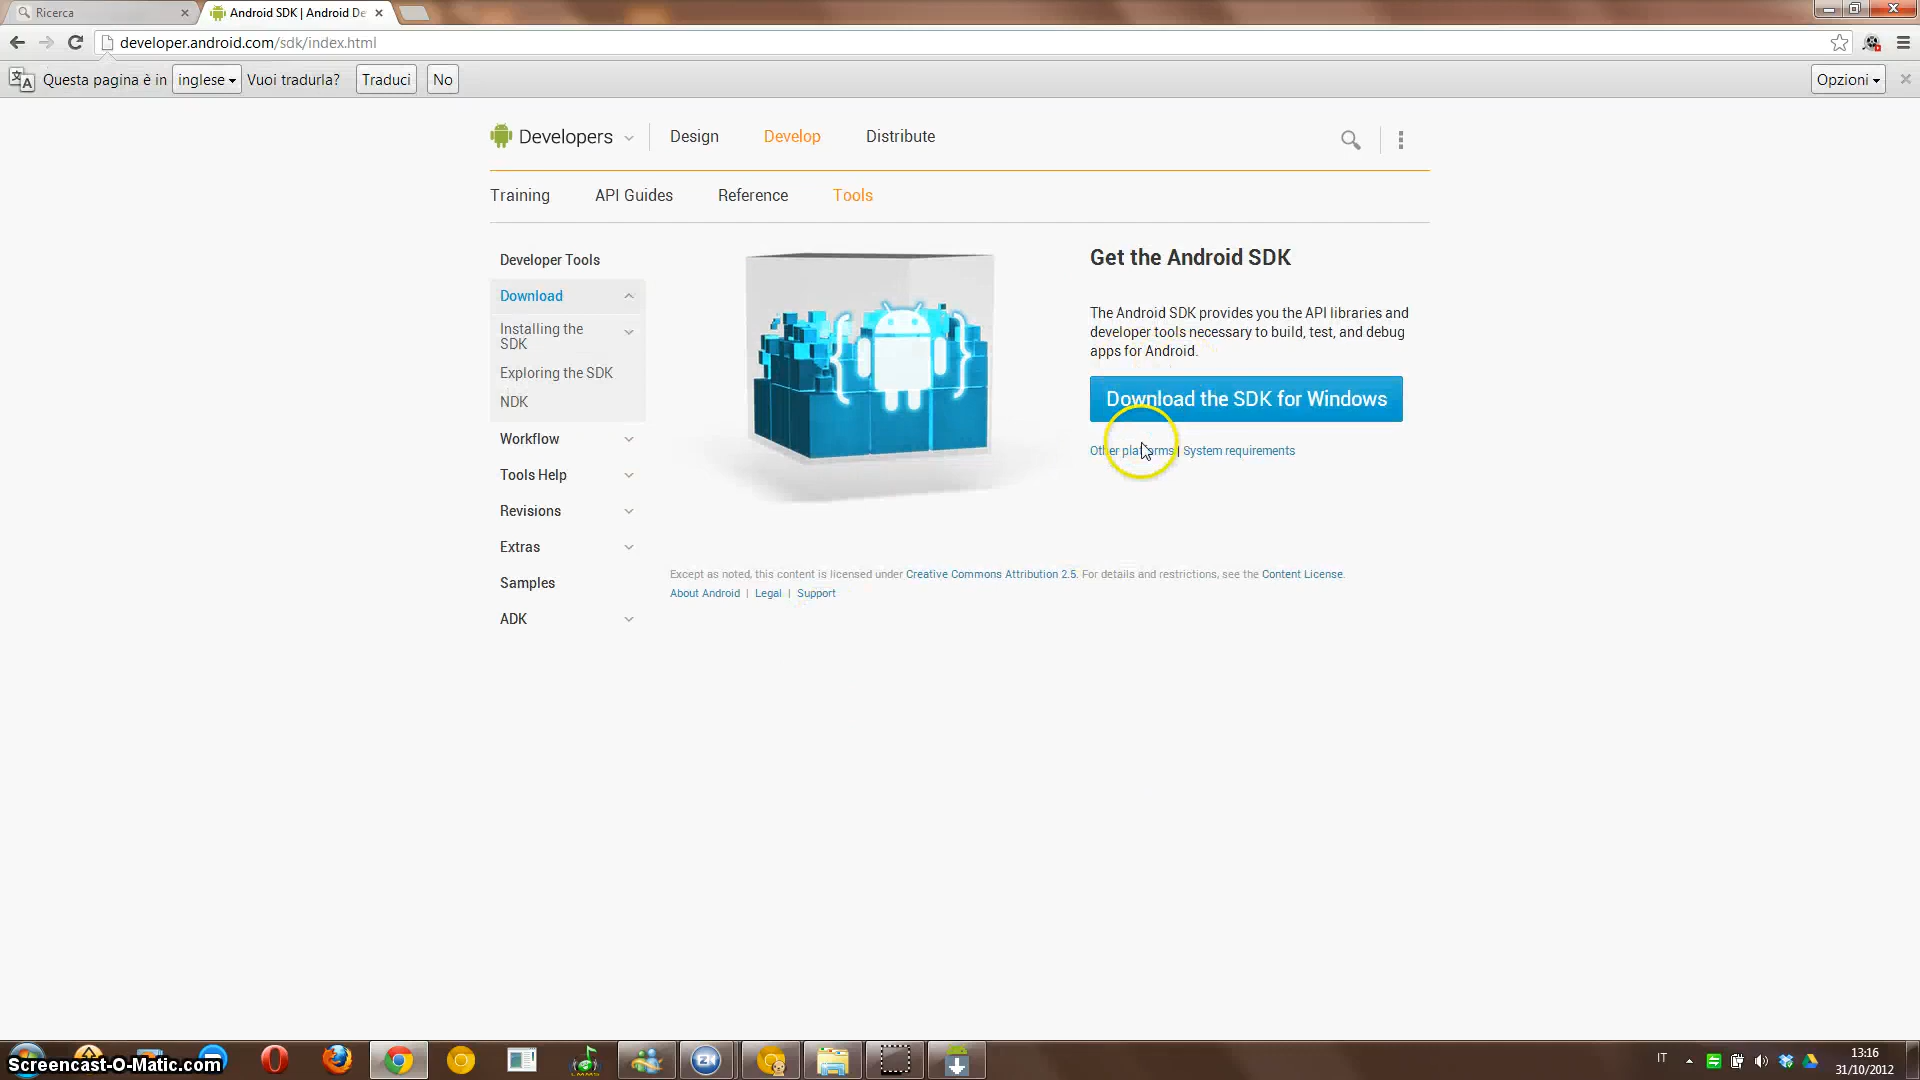 Ricerca
Android SDK | Android De
developer.android.com/sdk/index.html
Questa pagina è in inglese Vuoi tradurla? Traduci No Opzioni
Developers Design Develop Distribute
Training API Guides Reference Tools
Developer Tools
Download
Installing the
SDK
Exploring the SDK
NDK
Workflow
Tools Help
Revisions
Extras
Samples
ADK
Get the Android SDK
The Android SDK provides you the API libraries and
developer tools necessary to build, test, and debug
apps for Android.
Download the SDK for Windows
Other platforms | System requirements
Except as noted, this content is licensed under Creative Commons Attribution 2.5. For details and restrictions, see the Content License.
About Android | Legal | Support
Screencast-O-Matic.com
LMMS
ZK
IT
13:16
31/10/2012